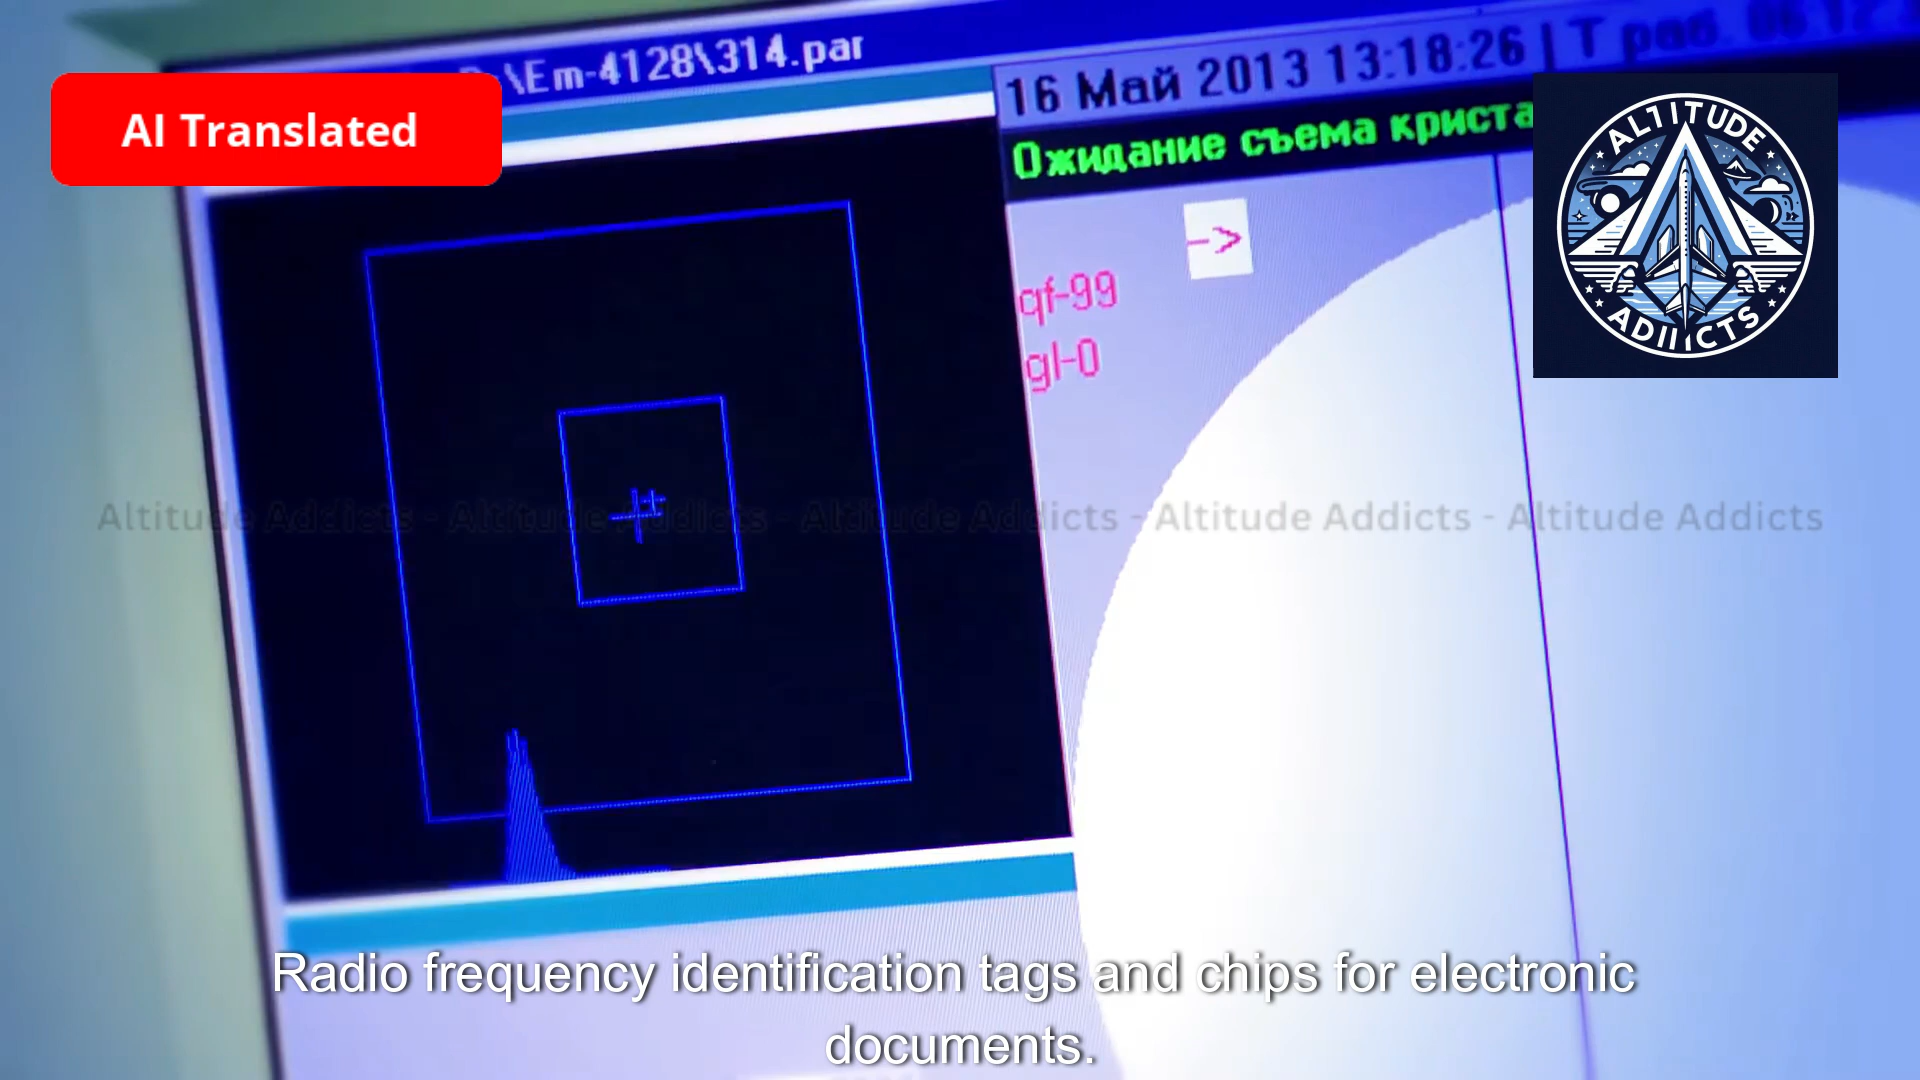 \Em-4128\314.par
16 Май 2013 13:18:26 | Т раб.
AI Translated
Ожидание съема
->
qf-99
gl-0
ALTITUDE
ADIIICTS
Altitude Addicts - Altitude Addicts - Altitude Addicts - Altitude Addicts - Altitude Addicts
Radio frequency identification tags and chips for electronic
documents.